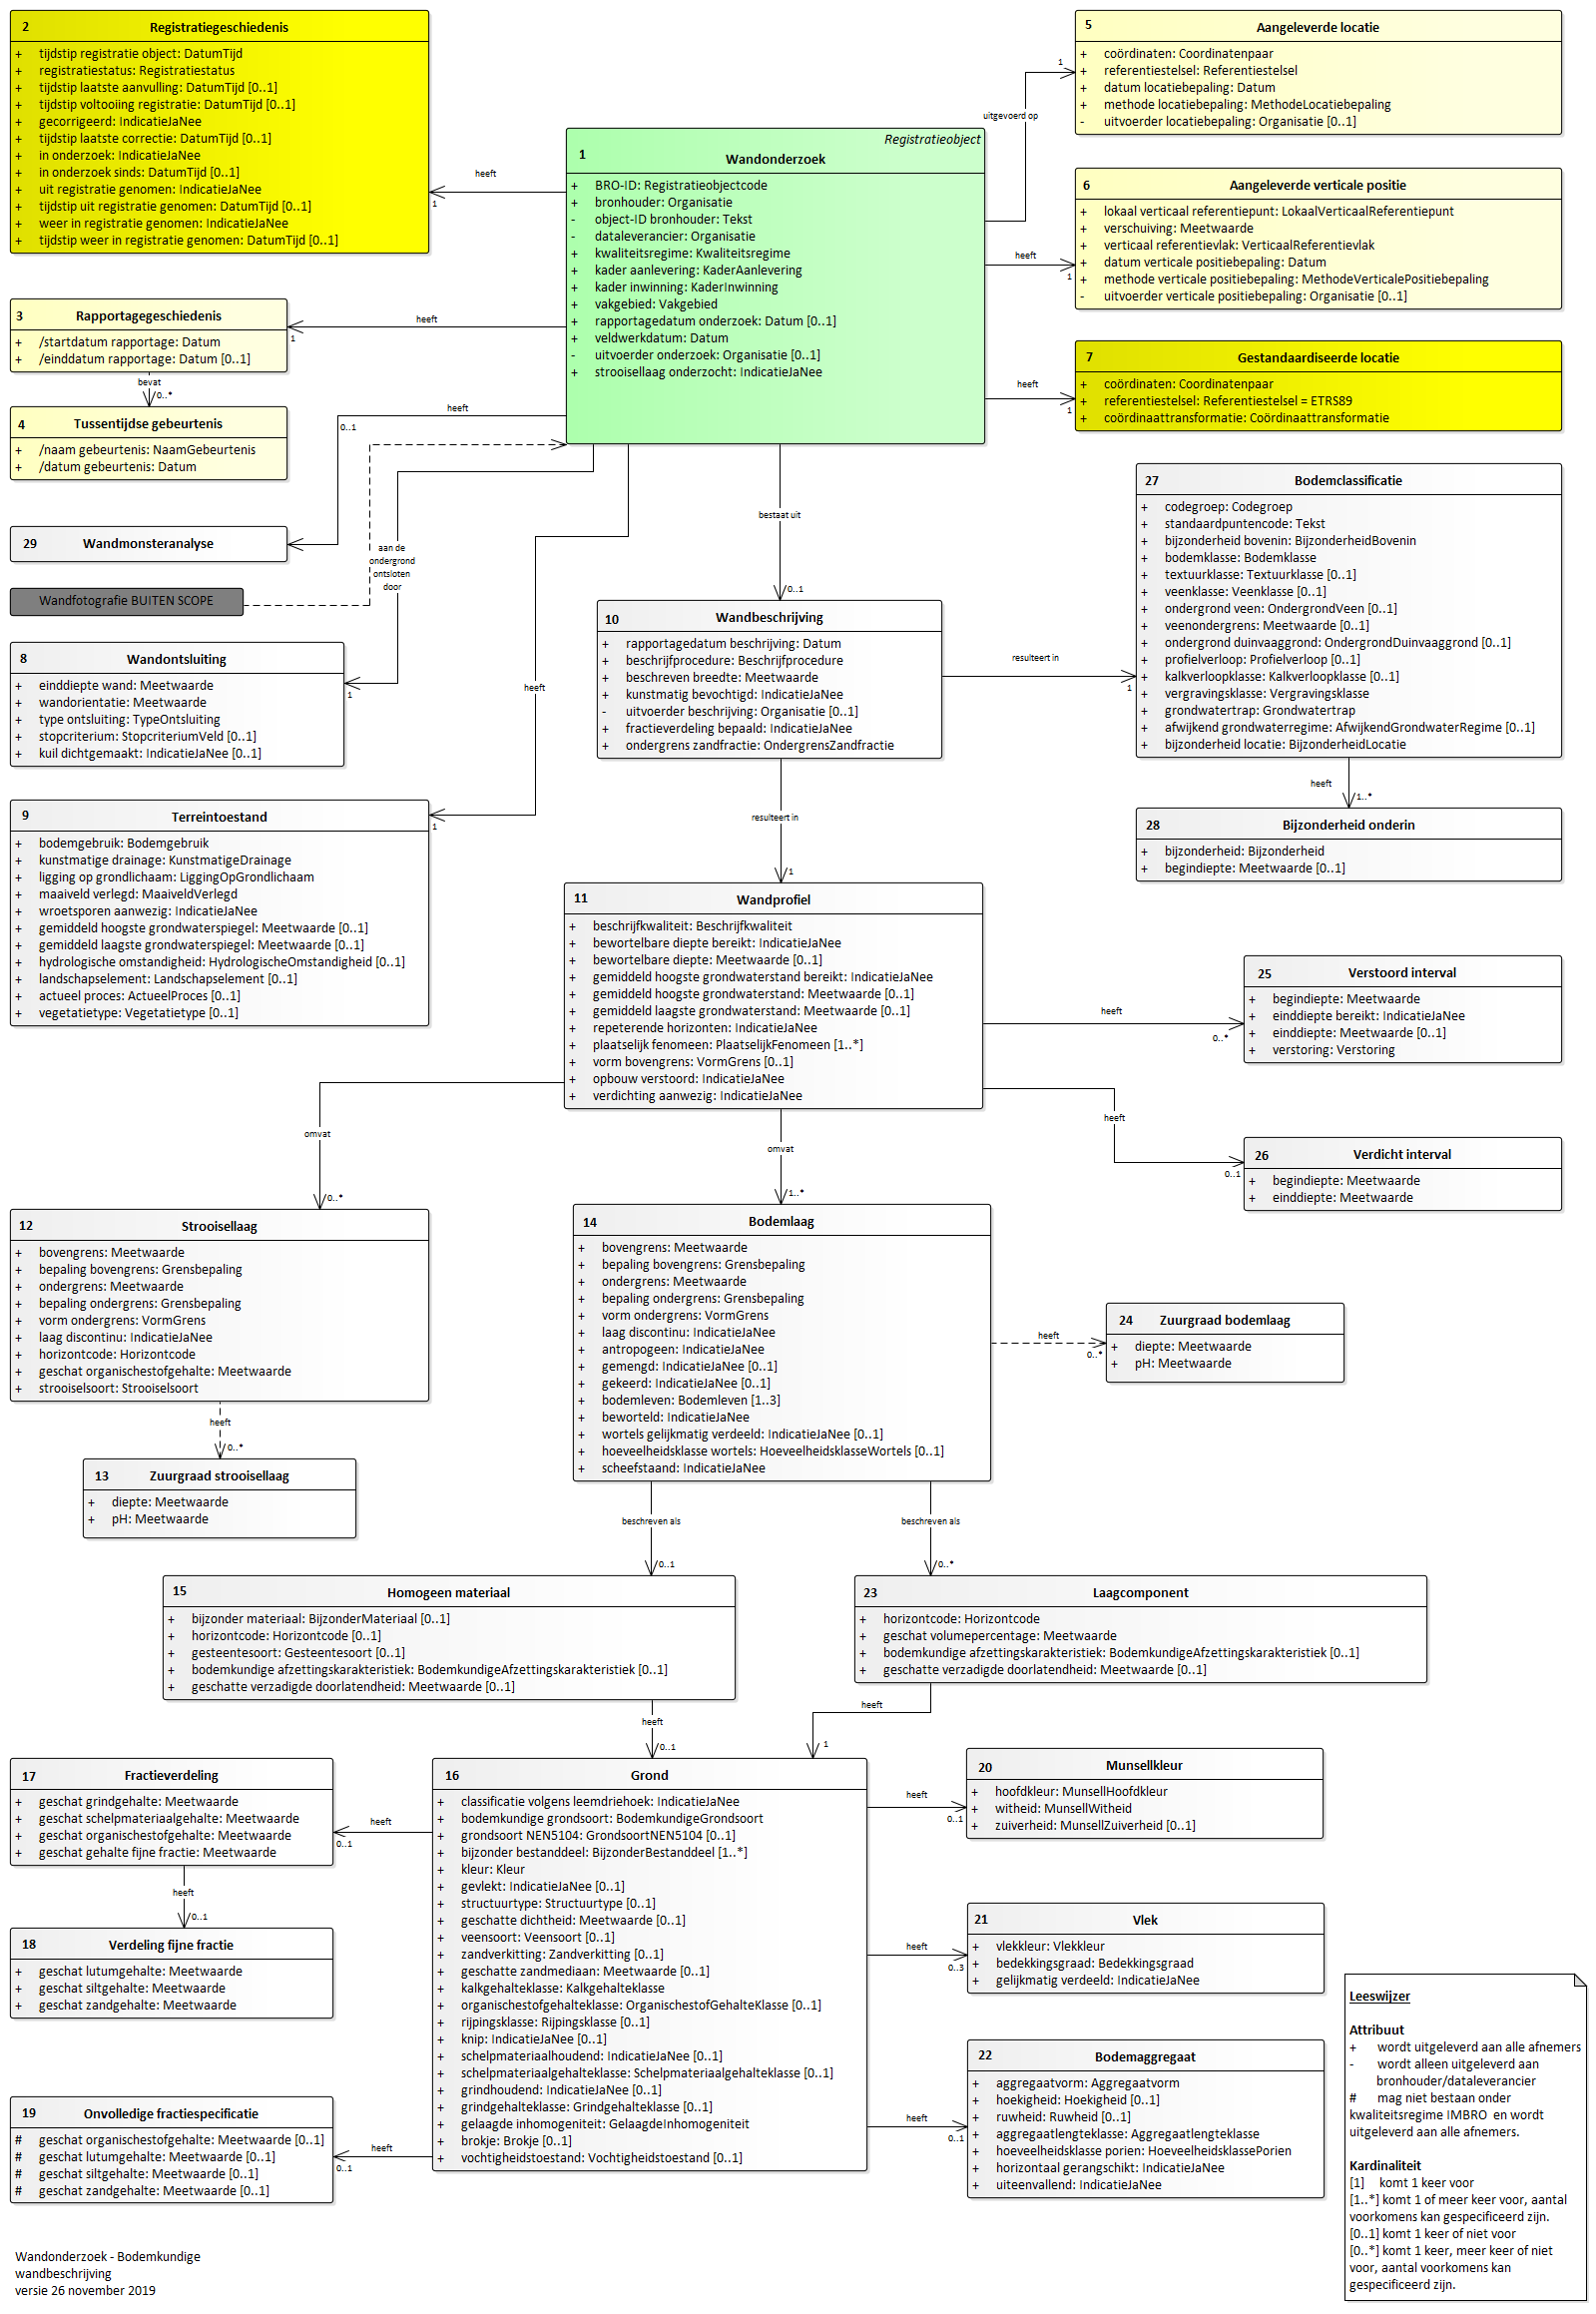 2 Registratiegeschiedenis
+ tijdstip registratie object: DatumTijd
+ registratiestatus: Registratiestatus
+ tijdstip laatste aanvulling: DatumTijd [0..1]
+ tijdstip voltooiing registratie: DatumTijd [0..1]
+ gecorrigeerd: IndicatieJaNee
+ tijdstip laatste correctie: DatumTijd [0..1]
+ in onderzoek: IndicatieJaNee
+ in onderzoek sinds: DatumTijd [0..1]
+ uit registratie genomen: IndicatieJaNee
+ tijdstip uit registratie genomen: DatumTijd [0..1]
+ weer in registratie genomen: IndicatieJaNee
+ tijdstip weer in registratie genomen: DatumTijd [0..1]
heeft
1
Registratieobject
1 Wandonderzoek
+ BRO-ID: Registratieobjectcode
+ bronhouder: Organisatie
- object-ID bronhouder: Tekst
- dataleverancier: Organisatie
+ kwaliteitsregime: Kwaliteitsregime
+ kader aanlevering: KaderAanlevering
+ kader inwinning: KaderInwinning
+ vakgebied: Vakgebied
+ rapportagedatum onderzoek: Datum [0..1]
+ veldwerkdatum: Datum
- uitvoerder onderzoek: Organisatie [0..1]
+ strooisellaag onderzocht: IndicatieJaNee
uitgevoerd op
1
5 Aangeleverde locatie
+ coördinaten: Coordinatenpaar
+ referentiestelsel: Referentiestelsel
+ datum locatiebepaling: Datum
+ methode locatiebepaling: MethodeLocatiebepaling
- uitvoerder locatiebepaling: Organisatie [0..1]
heeft
1
6 Aangeleverde verticale positie
+ lokaal verticaal referentiepunt: LokaalVerticaalReferentiepunt
+ verschuiving: Meetwaarde
+ verticaal referentievlak: VerticaalReferentievlak
+ datum verticale positiebepaling: Datum
+ methode verticale positiebepaling: MethodeVerticalePositiebepaling
- uitvoerder verticale positiebepaling: Organisatie [0..1]
heeft
1
7 Gestandaardiseerde locatie
+ coördinaten: Coordinatenpaar
+ referentiestelsel: Referentiestelsel = ETRS89
+ coördinaattransformatie: Coördinaattransformatie
heeft
1
3 Rapportagegeschiedenis
+ /startdatum rapportage: Datum
+ /einddatum rapportage: Datum [0..1]
bevat
0..*
4 Tussentijdse gebeurtenis
+ /naam gebeurtenis: NaamGebeurtenis
+ /datum gebeurtenis: Datum
heeft
0..1
29 Wandmonsteranalyse
Wandfotografie BUITEN SCOPE
aan de
ondergrond
ontsloten
door
1
8 Wandontsluiting
+ einddiepte wand: Meetwaarde
+ wandorientatie: Meetwaarde
+ type ontsluiting: TypeOntsluiting
+ stopcriterium: StopcriteriumVeld [0..1]
+ kuil dichtgemaakt: IndicatieJaNee [0..1]
heeft
1
9 Terreintoestand
+ bodemgebruik: Bodemgebruik
+ kunstmatige drainage: KunstmatigeDrainage
+ ligging op grondlichaam: LiggingOpGrondlichaam
+ maaiveld verlegd: MaaiveldVerlegd
+ wroetsporen aanwezig: IndicatieJaNee
+ gemiddeld hoogste grondwaterspiegel: Meetwaarde [0..1]
+ gemiddeld laagste grondwaterspiegel: Meetwaarde [0..1]
+ hydrologische omstandigheid: HydrologischeOmstandigheid [0..1]
+ landschapselement: Landschapselement [0..1]
+ actueel proces: ActueelProces [0..1]
+ vegetatietype: Vegetatietype [0..1]
bestaat uit
0..1
10 Wandbeschrijving
+ rapportagedatum beschrijving: Datum
+ beschrijfprocedure: Beschrijfprocedure
+ beschreven breedte: Meetwaarde
+ kunstmatig bevochtigd: IndicatieJaNee
- uitvoerder beschrijving: Organisatie [0..1]
+ fractieverdeling bepaald: IndicatieJaNee
+ ondergrens zandfractie: OndergrensZandfractie
resulteert in
1
27 Bodemclassificatie
+ codegroep: Codegroep
+ standaardpuntencode: Tekst
+ bijzonderheid bovenin: BijzonderheidBovenin
+ bodemklasse: Bodemklasse
+ textuurklasse: Textuurklasse [0..1]
+ veenklasse: Veenklasse [0..1]
+ ondergrond veen: OndergrondVeen [0..1]
+ veenondergrens: Meetwaarde [0..1]
+ ondergrond duinvaaggrond: OndergrondDuinvaaggrond [0..1]
+ profielverloop: Profielverloop [0..1]
+ kalkverloopklasse: Kalkverloopklasse [0..1]
+ vergravingsklasse: Vergravingsklasse
+ grondwatertrap: Grondwatertrap
+ afwijkend grondwaterregime: AfwijkendGrondwaterRegime [0..1]
+ bijzonderheid locatie: BijzonderheidLocatie
heeft
1..*
28 Bijzonderheid onderin
+ bijzonderheid: Bijzonderheid
+ begindiepte: Meetwaarde [0..1]
resulteert in
1
11 Wandprofiel
+ beschrijfkwaliteit: Beschrijfkwaliteit
+ bewortelbare diepte bereikt: IndicatieJaNee
+ bewortelbare diepte: Meetwaarde [0..1]
+ gemiddeld hoogste grondwaterstand bereikt: IndicatieJaNee
+ gemiddeld hoogste grondwaterstand: Meetwaarde [0..1]
+ gemiddeld laagste grondwaterstand: Meetwaarde [0..1]
+ repeterende horizonten: IndicatieJaNee
+ plaatselijk fenomeen: PlaatselijkFenomeen [1..*]
+ vorm bovengrens: VormGrens [0..1]
+ opbouw verstoord: IndicatieJaNee
+ verdichting aanwezig: IndicatieJaNee
heeft
0..*
25 Verstoord interval
+ begindiepte: Meetwaarde
+ einddiepte bereikt: IndicatieJaNee
+ einddiepte: Meetwaarde [0..1]
+ verstoring: Verstoring
heeft
0..1
26 Verdicht interval
+ begindiepte: Meetwaarde
+ einddiepte: Meetwaarde
omvat
0..*
12 Strooisellaag
+ bovengrens: Meetwaarde
+ bepaling bovengrens: Grensbepaling
+ ondergrens: Meetwaarde
+ bepaling ondergrens: Grensbepaling
+ vorm ondergrens: VormGrens
+ laag discontinu: IndicatieJaNee
+ horizontcode: Horizontcode
+ geschat organischestofgehalte: Meetwaarde
+ strooiselsoort: Strooiselsoort
heeft
0..*
13 Zuurgraad strooisellaag
+ diepte: Meetwaarde
+ pH: Meetwaarde
omvat
1..*
14 Bodemlaag
+ bovengrens: Meetwaarde
+ bepaling bovengrens: Grensbepaling
+ ondergrens: Meetwaarde
+ bepaling ondergrens: Grensbepaling
+ vorm ondergrens: VormGrens
+ laag discontinu: IndicatieJaNee
+ antropogeen: IndicatieJaNee
+ gemengd: IndicatieJaNee [0..1]
+ gekeerd: IndicatieJaNee [0..1]
+ bodemleven: Bodemleven [1..3]
+ beworteld: IndicatieJaNee
+ wortels gelijkmatig verdeeld: IndicatieJaNee [0..1]
+ hoeveelheidsklasse wortels: HoeveelheidsklasseWortels [0..1]
+ scheefstaand: IndicatieJaNee
heeft
0..*
24 Zuurgraad bodemlaag
+ diepte: Meetwaarde
+ pH: Meetwaarde
beschreven als
0..1
15 Homogeen materiaal
+ bijzonder materiaal: BijzonderMateriaal [0..1]
+ horizontcode: Horizontcode [0..1]
+ gesteentesoort: Gesteentesoort [0..1]
+ bodemkundige afzettingskarakteristiek: BodemkundigeAfzettingskarakteristiek [0..1]
+ geschatte verzadigde doorlatendheid: Meetwaarde [0..1]
beschreven als
0..*
23 Laagcomponent
+ horizontcode: Horizontcode
+ geschat volumepercentage: Meetwaarde
+ bodemkundige afzettingskarakteristiek: BodemkundigeAfzettingskarakteristiek [0..1]
+ geschatte verzadigde doorlatendheid: Meetwaarde [0..1]
heeft
0..1
heeft
1
16 Grond
+ classificatie volgens leemdriehoek: IndicatieJaNee
+ bodemkundige grondsoort: BodemkundigeGrondsoort
+ grondsoort NEN5104: GrondsoortNEN5104 [0..1]
+ bijzonder bestanddeel: BijzonderBestanddeel [1..*]
+ kleur: Kleur
+ gevlekt: IndicatieJaNee [0..1]
+ structuurtype: Structuurtype [0..1]
+ geschatte dichtheid: Meetwaarde [0..1]
+ veensoort: Veensoort [0..1]
+ zandverkitting: Zandverkitting [0..1]
+ geschatte zandmediaan: Meetwaarde [0..1]
+ kalkgehalteklasse: Kalkgehalteklasse
+ organischestofgehalteklasse: OrganischestofGehalteKlasse [0..1]
+ rijpingsklasse: Rijpingsklasse [0..1]
+ knip: IndicatieJaNee [0..1]
+ schelpmateriaalhoudend: IndicatieJaNee [0..1]
+ schelpmateriaalgehalteklasse: Schelpmateriaalgehalteklasse [0..1]
+ grindhoudend: IndicatieJaNee [0..1]
+ grindgehalteklasse: Grindgehalteklasse [0..1]
+ gelaagde inhomogeniteit: GelaagdeInhomogeniteit
+ brokje: Brokje [0..1]
+ vochtigheidstoestand: Vochtigheidstoestand [0..1]
heeft
0..1
17 Fractieverdeling
+ geschat grindgehalte: Meetwaarde
+ geschat schelpmateriaalgehalte: Meetwaarde
+ geschat organischestofgehalte: Meetwaarde
+ geschat gehalte fijne fractie: Meetwaarde
heeft
0..1
18 Verdeling fijne fractie
+ geschat lutumgehalte: Meetwaarde
+ geschat siltgehalte: Meetwaarde
+ geschat zandgehalte: Meetwaarde
heeft
0..1
19 Onvolledige fractiespecificatie
# geschat organischestofgehalte: Meetwaarde [0..1]
# geschat lutumgehalte: Meetwaarde [0..1]
# geschat siltgehalte: Meetwaarde [0..1]
# geschat zandgehalte: Meetwaarde [0..1]
heeft
0..1
20 Munsellkleur
+ hoofdkleur: MunsellHoofdkleur
+ witheid: MunsellWitheid
+ zuiverheid: MunsellZuiverheid [0..1]
heeft
0..3
21 Vlek
+ vlekkleur: Vlekkleur
+ bedekkingsgraad: Bedekkingsgraad
+ gelijkmatig verdeeld: IndicatieJaNee
heeft
0..1
22 Bodemaggregaat
+ aggregaatvorm: Aggregaatvorm
+ hoekigheid: Hoekigheid [0..1]
+ ruwheid: Ruwheid [0..1]
+ aggregaatlengteklasse: Aggregaatlengteklasse
+ hoeveelheidsklasse porien: HoeveelheidsklassePorien
+ horizontaal gerangschikt: IndicatieJaNee
+ uiteenvallend: IndicatieJaNee
Leeswijzer
Attribuut
+ wordt uitgeleverd aan alle afnemers
- wordt alleen uitgeleverd aan
bronhouder/dataleverancier
# mag niet bestaan onder
kwaliteitsregime IMBRO en wordt
uitgeleverd aan alle afnemers.
Kardinaliteit
[1] komt 1 keer voor
[1..*] komt 1 of meer keer voor, aantal
voorkomens kan gespecificeerd zijn.
[0..1] komt 1 keer of niet voor
[0..*] komt 1 keer, meer keer of niet
voor, aantal voorkomens kan
gespecificeerd zijn.
Wandonderzoek - Bodemkundige
wandbeschrijving
versie 26 november 2019